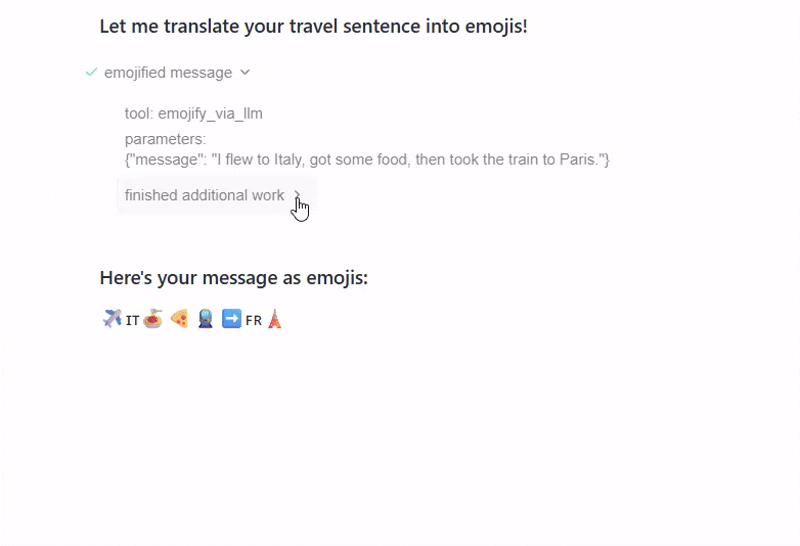 Let me translate your travel sentence into emojis!
emojified message
tool: emojify_via_llm
parameters:
{"message": "I flew to Italy, got some food, then took the train to Paris."}
finished additional work
Here's your message as emojis:
✈️ IT 🍝 🍕 🚆 ➡️ FR 🗼